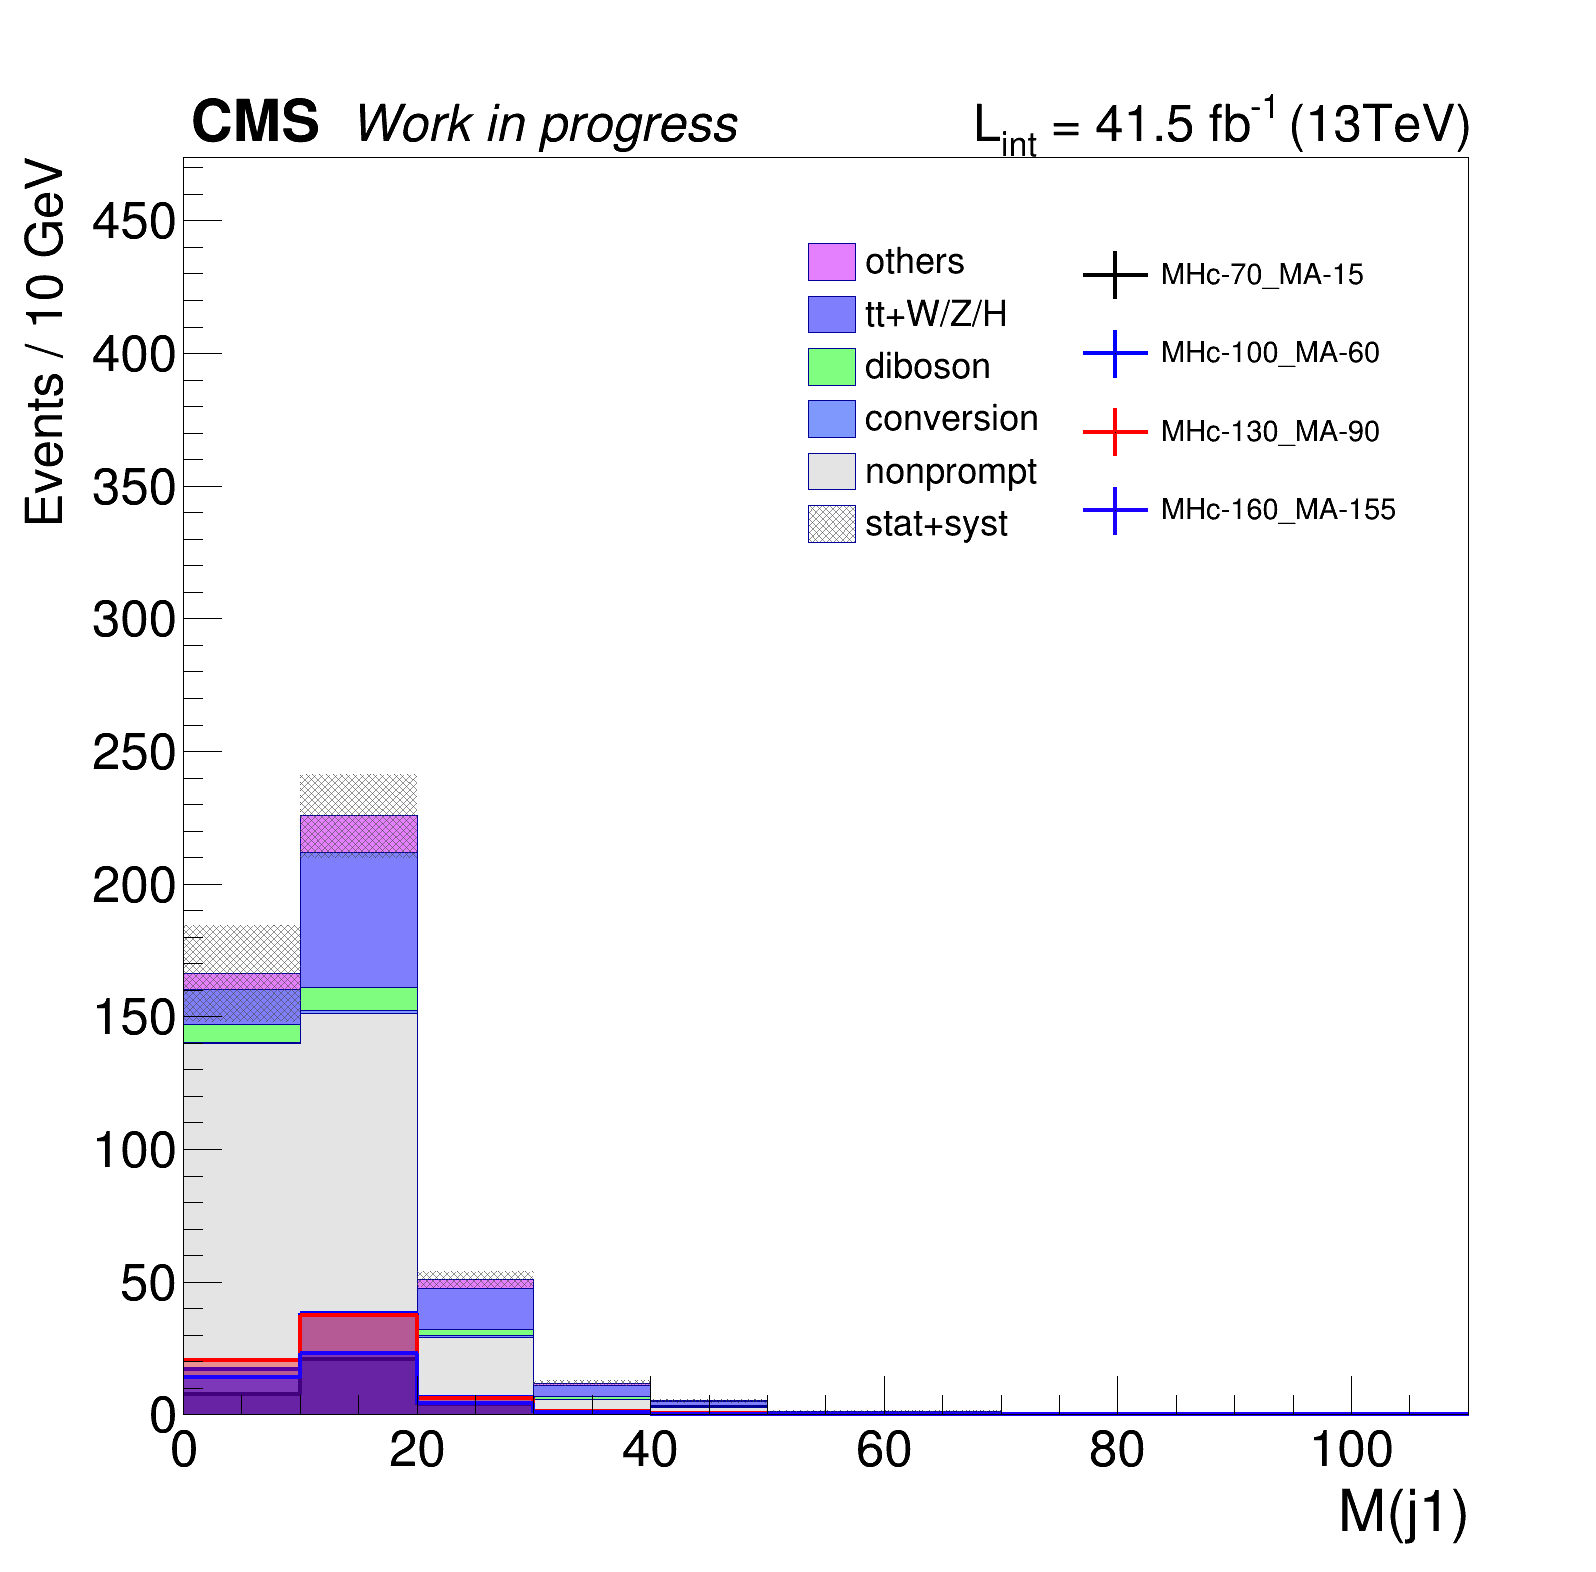 CMS Work in progress L_int = 41.5 fb^-1 (13TeV)
Events / 10 GeV
450
400
350
300
250
200
150
100
50
0
others
tt+W/Z/H
diboson
conversion
nonprompt
stat+syst
MHc-70_MA-15
MHc-100_MA-60
MHc-130_MA-90
MHc-160_MA-155
0 20 40 60 80 100
M(j1)